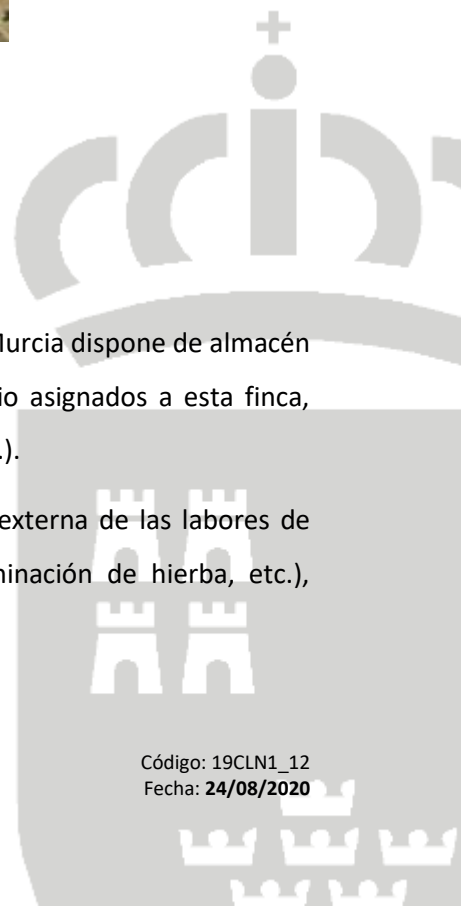 Murcia dispone de almacén
io asignados a esta finca,
.).
externa de las labores de
minación de hierba, etc.),
Código: 19CLN1_12
Fecha: 24/08/2020